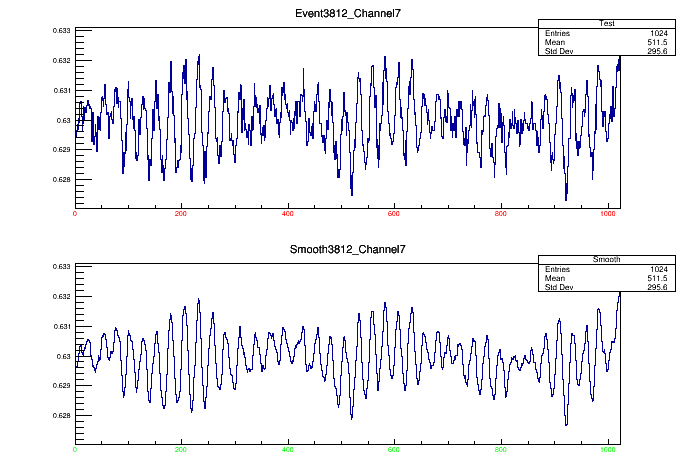 Event3812_Channel7
Test
Entries 1024
Mean 511.5
Std Dev 295.6
0.633
0.632
0.631
0.63
0.629
0.628
0 200 400 600 800 1000
Smooth3812_Channel7
Smooth
Entries 1024
Mean 511.5
Std Dev 295.6
0.633
0.632
0.631
0.63
0.629
0.628
0 200 400 600 800 1000